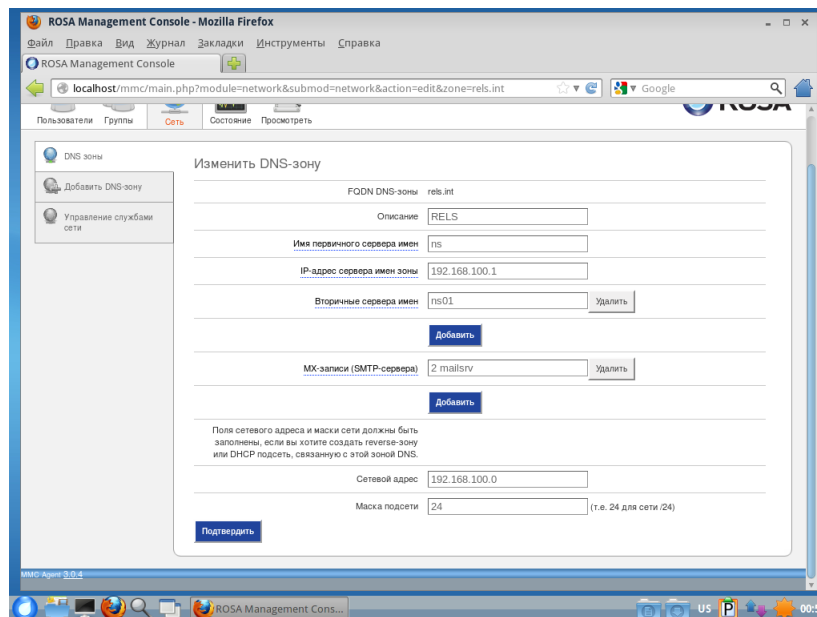 ROSA Management Console - Mozilla Firefox
Файл Правка Вид Журнал Закладки Инструменты Справка
ROSA Management Console
localhost/mmc/main.php?module=network&submod=network&action=edit&zone=rels.int
Google
Пользователи Группы Сеть Состояние Просмотреть
ROSA
DNS зоны
Добавить DNS-зону
Управление службами
сети
Изменить DNS-зону
FQDN DNS-зоны rels.int
Описание RELS
Имя первичного сервера имен ns
IP-адрес сервера имен зоны 192.168.100.1
Вторичные сервера имен ns01 Удалить
Добавить
MX-записи (SMTP-сервера) 2 mailsrv Удалить
Добавить
Поля сетевого адреса и маски сети должны быть
заполнены, если вы хотите создать reverse-зону
или DHCP подсеть, связанную с этой зоной DNS.
Сетевой адрес 192.168.100.0
Маска подсети 24 (т.е. 24 для сети /24)
Подтвердить
MMC Agent 3.0.4
ROSA Management Cons...
US
P